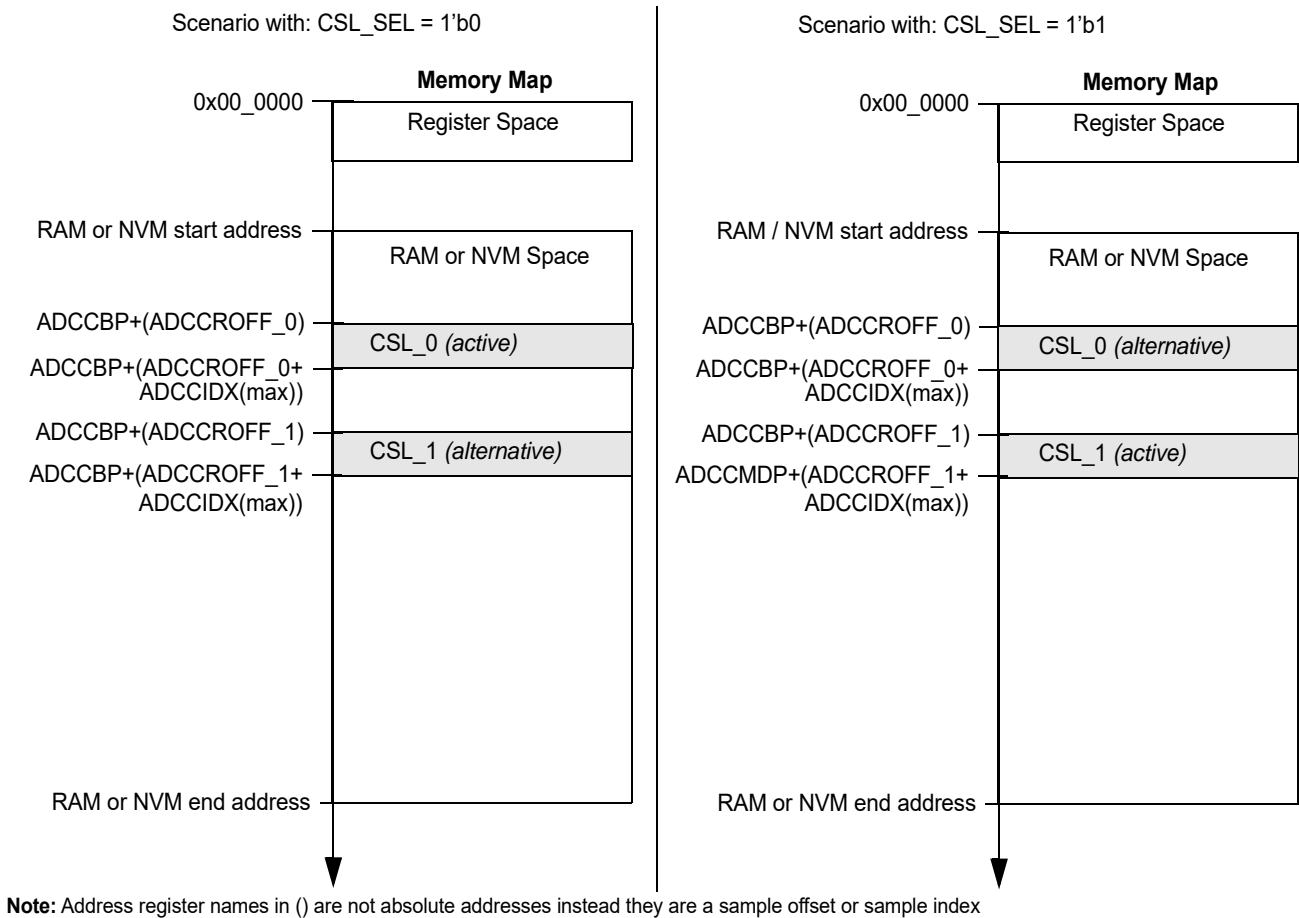 Scenario with: CSL_SEL = 1'b0
Memory Map
0x00_0000
Register Space
RAM or NVM start address
RAM or NVM Space
ADCCBP+(ADCCROFF_0)
CSL_0 (active)
ADCCBP+(ADCCROFF_0+
ADCCIDX(max))
ADCCBP+(ADCCROFF_1)
CSL_1 (alternative)
ADCCBP+(ADCCROFF_1+
ADCCIDX(max))
RAM or NVM end address
Scenario with: CSL_SEL = 1'b1
Memory Map
0x00_0000
Register Space
RAM / NVM start address
RAM or NVM Space
ADCCBP+(ADCCROFF_0)
CSL_0 (alternative)
ADCCBP+(ADCCROFF_0+
ADCCIDX(max))
ADCCBP+(ADCCROFF_1)
CSL_1 (active)
ADCCMDP+(ADCCROFF_1+
ADCCIDX(max))
RAM or NVM end address
Note: Address register names in () are not absolute addresses instead they are a sample offset or sample index